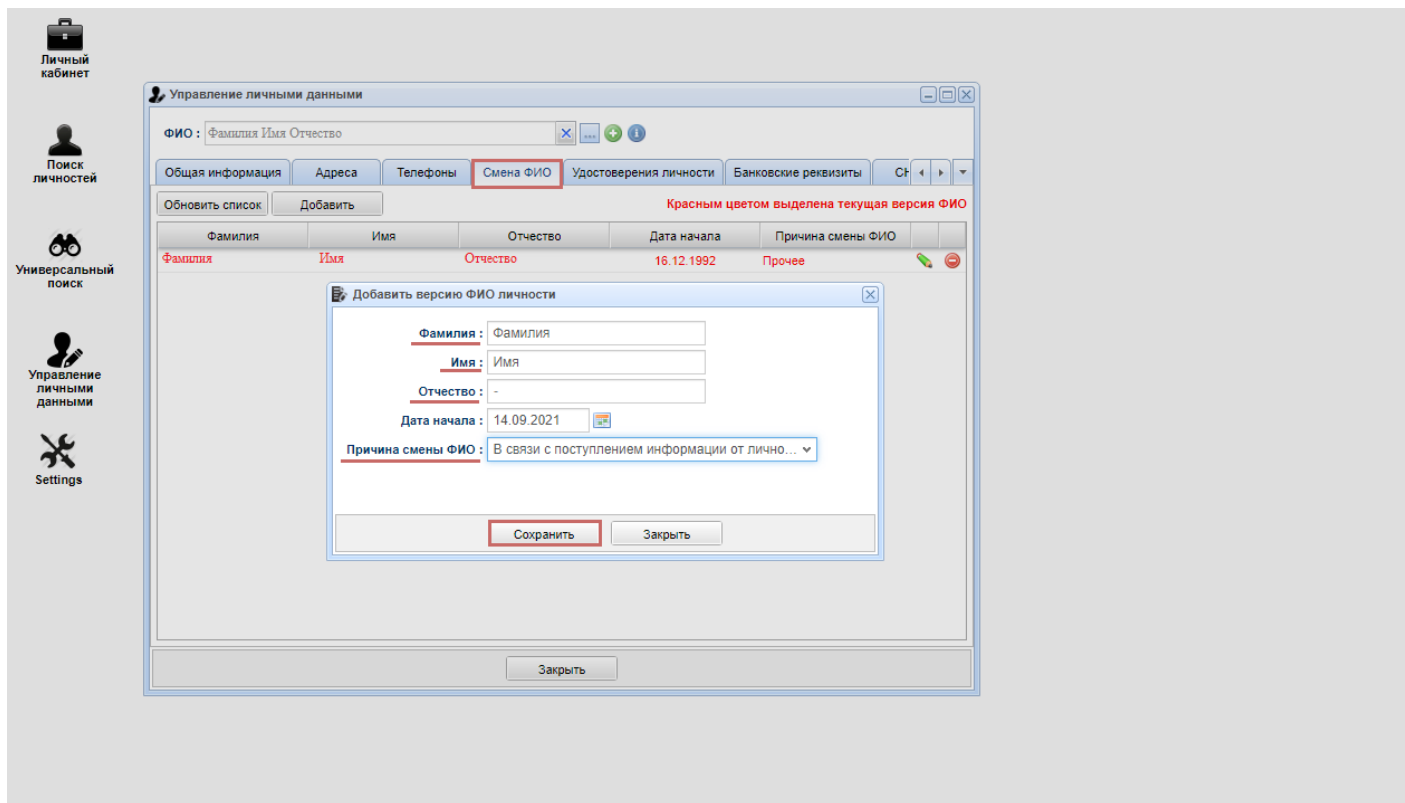 Личный
кабинет
Поиск
личностей
Универсальный
поиск
Управление
личными
данными
Settings
Управление личными данными
ФИО : Фамилия Имя Отчество
Общая информация Адреса Телефоны Смена ФИО Удостоверения личности Банковские реквизиты
Обновить список Добавить Красным цветом выделена текущая версия ФИО
Фамилия Имя Отчество Дата начала Причина смены ФИО
Фамилия Имя Отчество 16.12.1992 Прочее
Добавить версию ФИО личности
Фамилия : Фамилия
Имя : Имя
Отчество : -
Дата начала : 14.09.2021
Причина смены ФИО : В связи с поступлением информации от лично...
Сохранить Закрыть
Закрыть